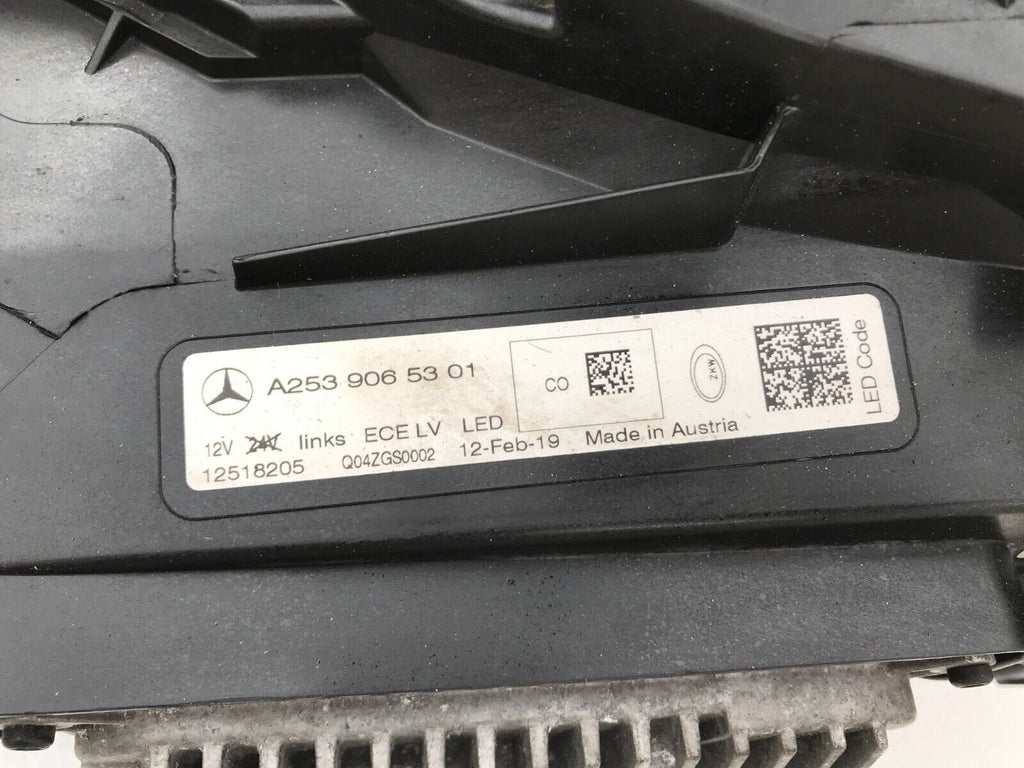 A253 906 53 01
CO
ZKW
12V 24V links ECE LV LED
12518205 Q04ZGS0002 12-Feb-19 Made in Austria
LED Code